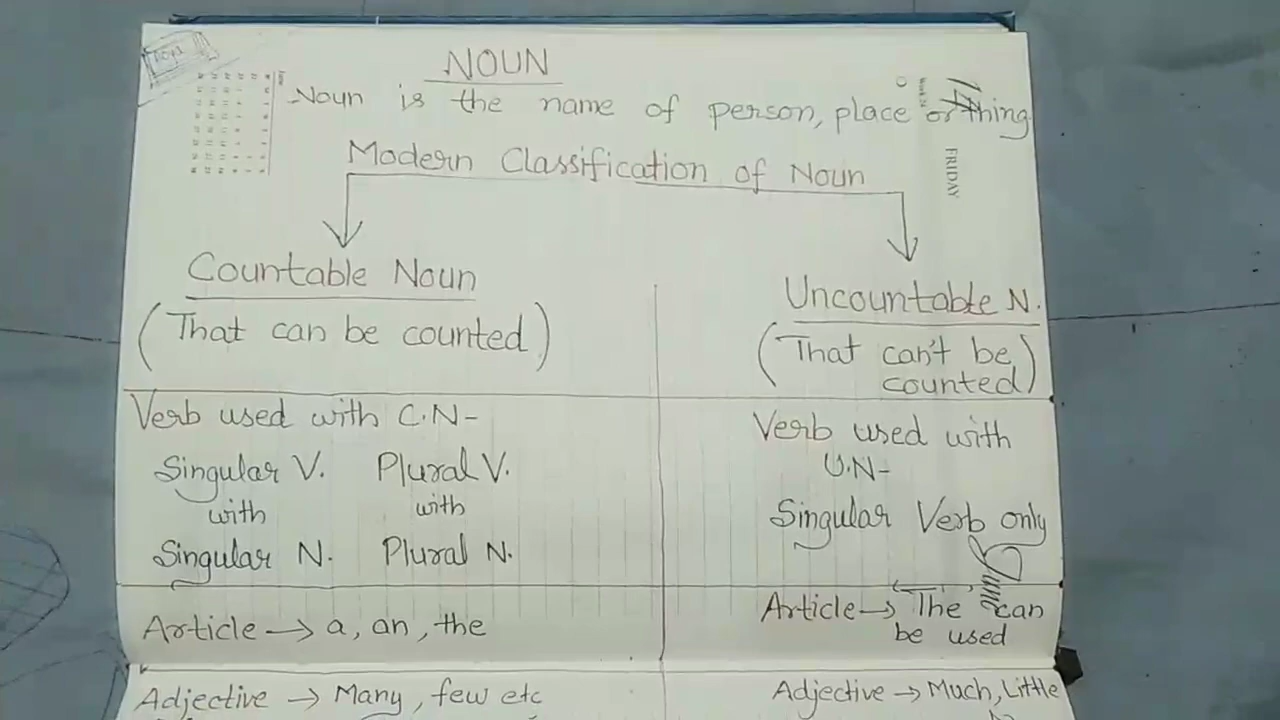 NOUN
Noun is the name of person, place or thing
FRIDAY
Modern Classification of Noun
Countable Noun
(That can be counted)
Uncountable N.
(That can't be
counted)
Verb used with C.N-
Singular V. Plural V.
with with
Singular N. Plural N.
Verb used with
U.N-
Singular Verb only
Article → a, an, the
Article → The can
be used
Adjective → Many, few etc
Adjective → Much, Little